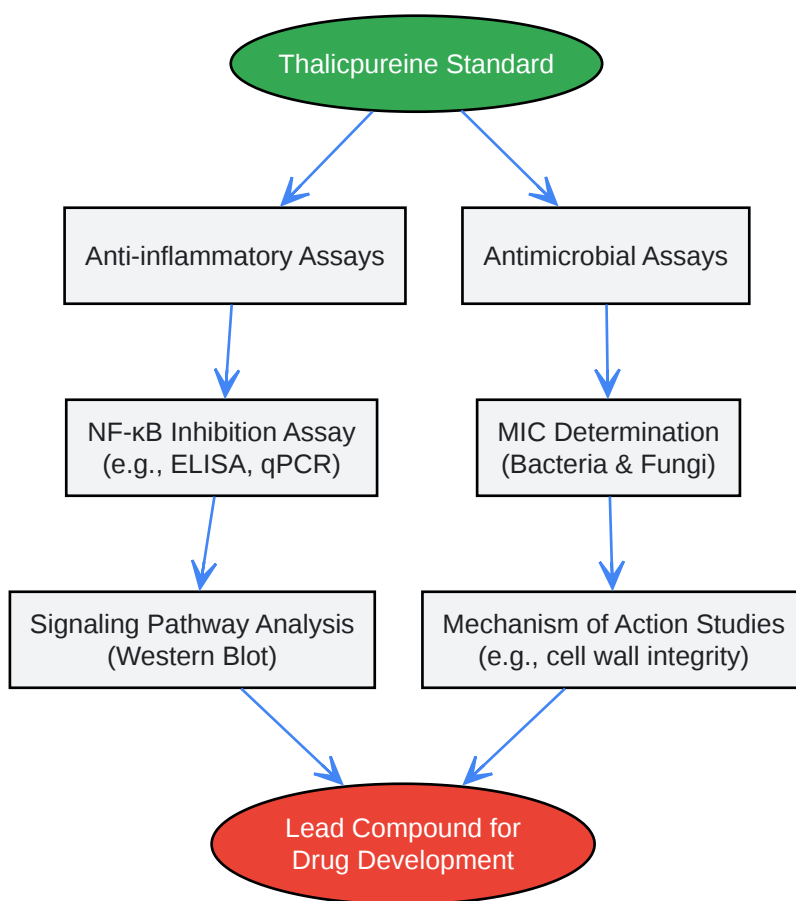 Thalicpureine Standard
Anti-inflammatory Assays
Antimicrobial Assays
NF-κB Inhibition Assay
(e.g., ELISA, qPCR)
MIC Determination
(Bacteria & Fungi)
Signaling Pathway Analysis
(Western Blot)
Mechanism of Action Studies
(e.g., cell wall integrity)
Lead Compound for
Drug Development